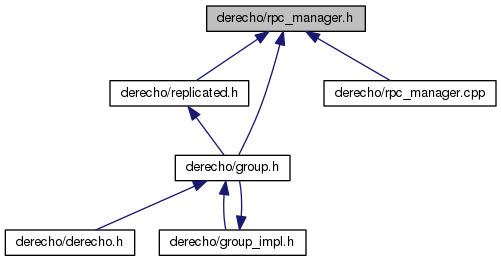 derecho/rpc_manager.h
derecho/replicated.h
derecho/rpc_manager.cpp
derecho/group.h
derecho/derecho.h
derecho/group_impl.h